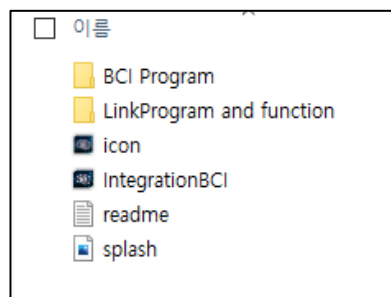 이름
BCI Program
LinkProgram and function
icon
IntegrationBCI
readme
splash